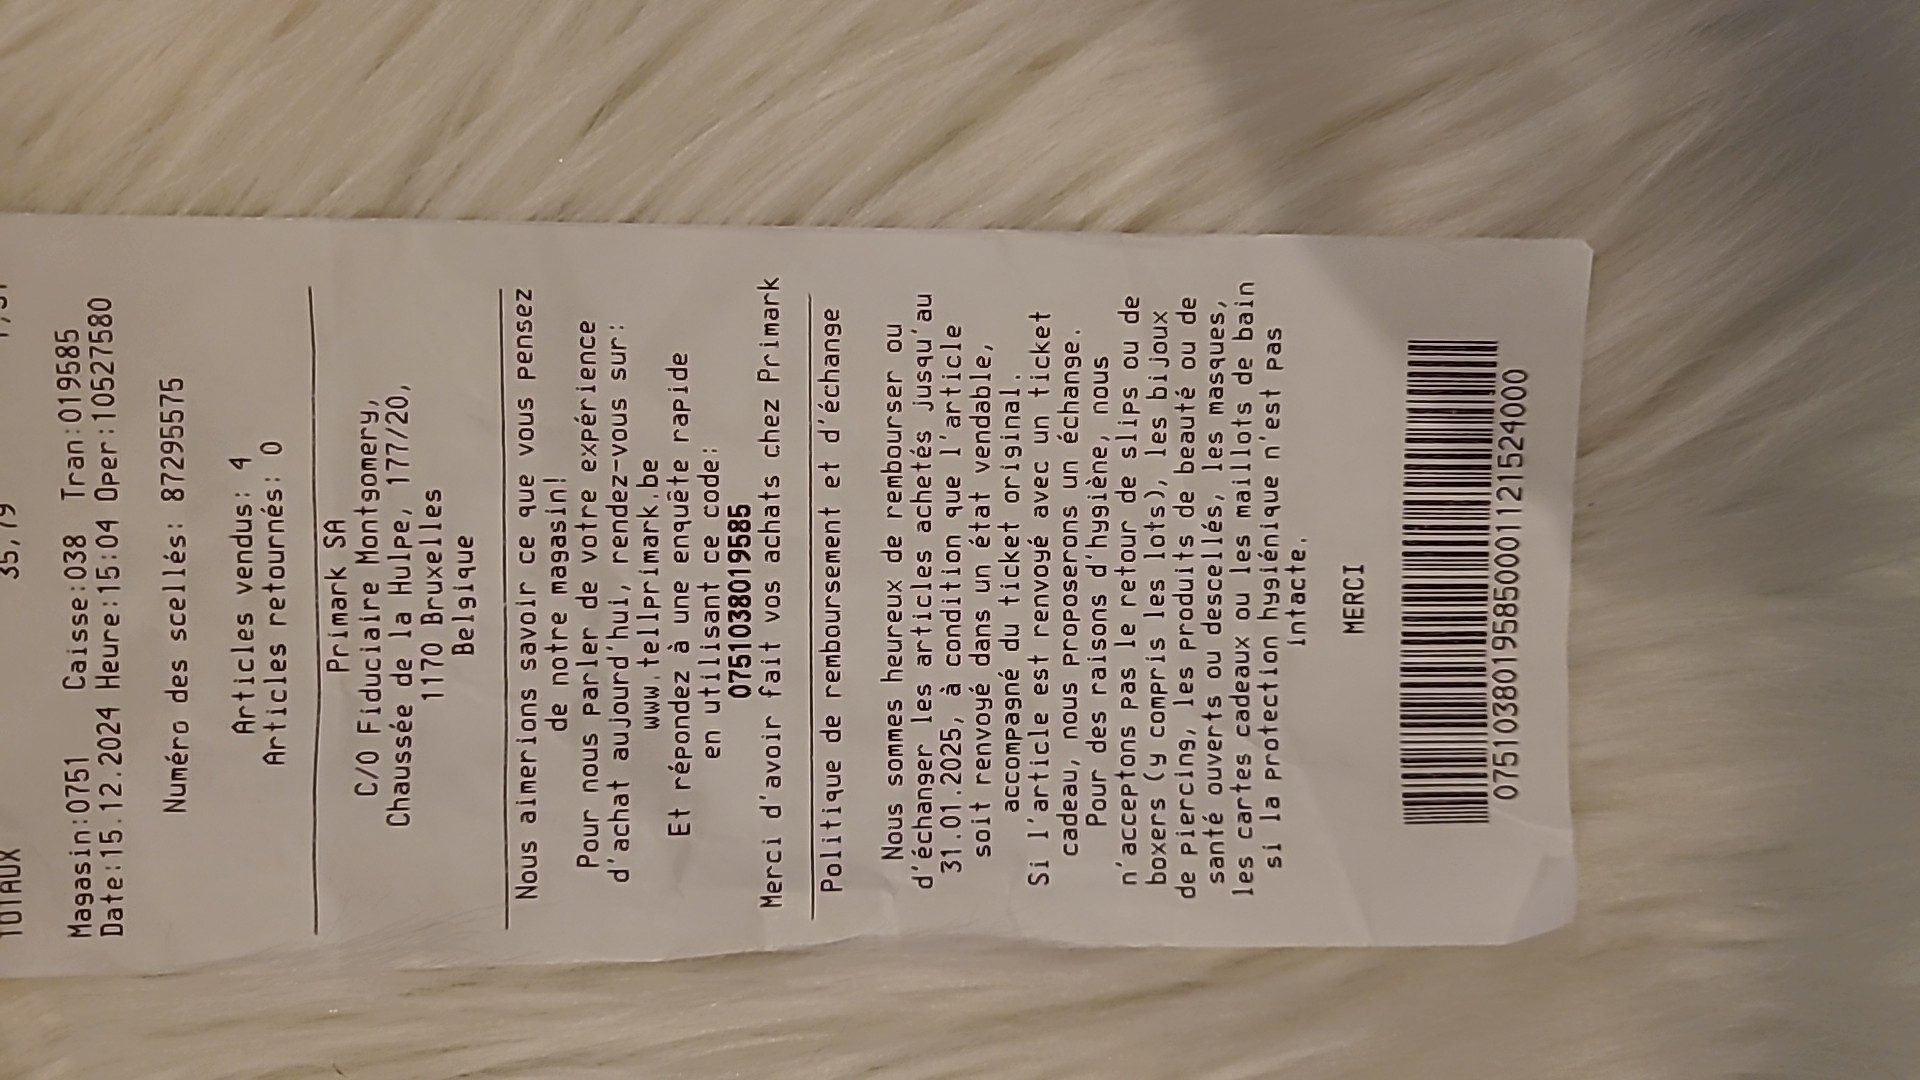 TOTAUX 35,79
Magasin:0751 Caisse:038 Tran:019585
Date:15.12.2024 Heure:15:04 Oper:10527580
Numéro des scellés: 872955575
Articles vendus: 4
Articles retournés: 0
Primark SA
C/O Fiduciaire Montgomery,
Chaussée de la Hulpe, 177/20,
1170 Bruxelles
Belgique
Nous aimerions savoir ce que vous pensez
de notre magasin!
Pour nous parler de votre expérience
d'achat aujourd'hui, rendez-vous sur:
www.tellprimark.be
Et répondez à une enquête rapide
en utilisant ce code:
0751038019585
Merci d'avoir fait vos achats chez Primark
Politique de remboursement et d'échange
Nous sommes heureux de rembourser ou
d'échanger les articles achetés jusqu'au
31.01.2025, à condition que l'article
soit renvoyé dans un état vendable,
accompagné du ticket original.
Si l'article est renvoyé avec un ticket
cadeau, nous proposerons un échange.
Pour des raisons d'hygiène, nous
n'acceptons pas le retour de slips ou de
boxers (y compris les lots), les bijoux
de piercing, les produits de beauté ou de
santé ouverts ou descellés, les masques,
les cartes cadeaux ou les maillots de bain
si la protection hygiénique n'est pas
intacte.
MERCI
07510380195850001121524000